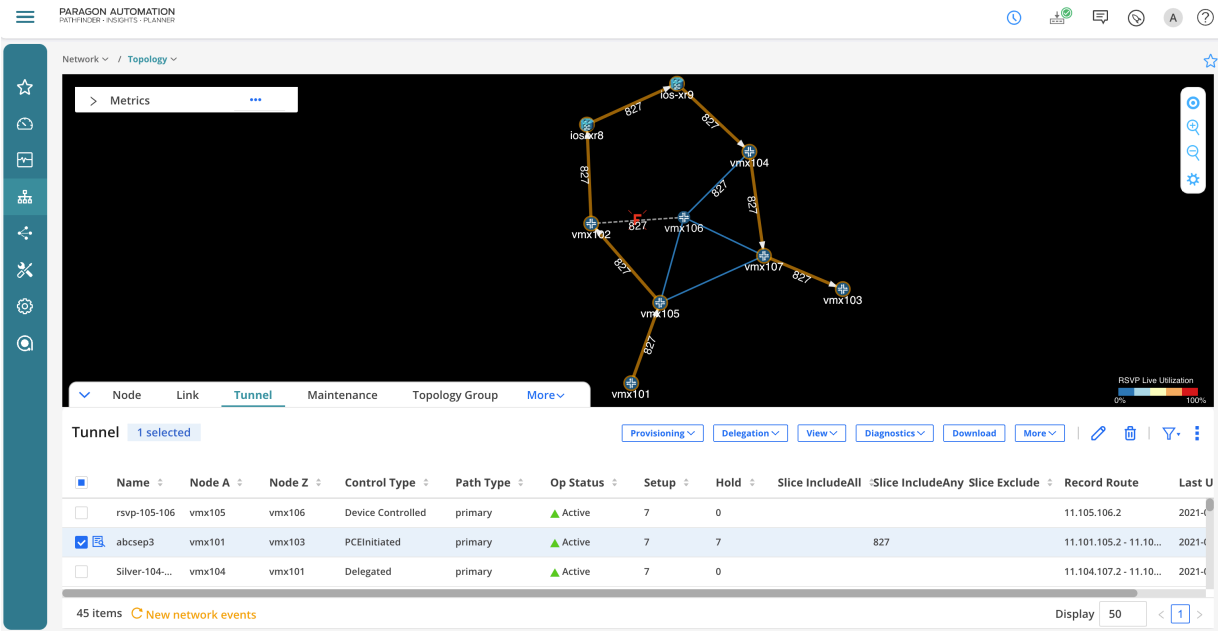 PARAGON AUTOMATION
PATHFINDER • INSIGHTS • PLANNER
A
Network / Topology
Metrics
ios-xr9
827
827
ios-xr8
vmx104
827
827
827
F
827
vmx102
vmx106
vmx107
827
827
vmx103
vmx105
827
vmx101
RSVP Live Utilization
0% 100%
Node Link Tunnel Maintenance Topology Group More
Tunnel 1 selected Provisioning Delegation View Diagnostics Download More
Name Node A Node Z Control Type Path Type Op Status Setup Hold Slice IncludeAll Slice IncludeAny Slice Exclude Record Route Last U
rsvp-105-106 vmx105 vmx106 Device Controlled primary Active 7 0 11.105.106.2 2021-0
abcsep3 vmx101 vmx103 PCEInitiated primary Active 7 7 827 11.101.105.2 - 11.10... 2021-0
Silver-104-... vmx104 vmx101 Delegated primary Active 7 0 11.104.107.2 - 11.10... 2021-0
45 items New network events Display 50 < 1 >